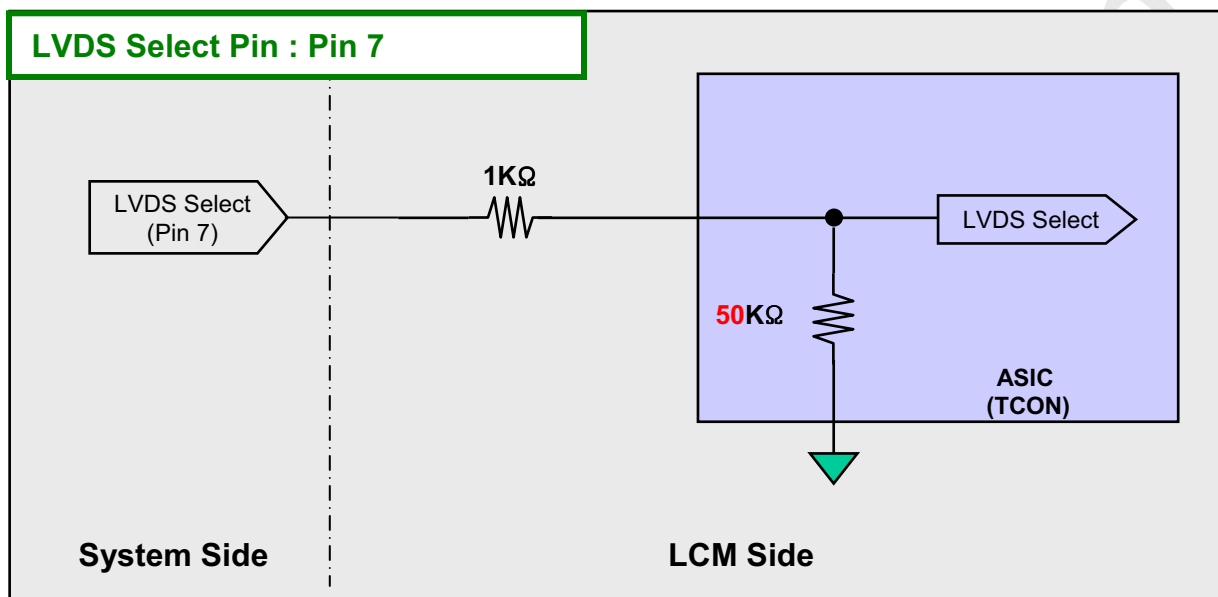 LVDS Select Pin : Pin 7
1KΩ
LVDS Select
(Pin 7)
LVDS Select
50KΩ
ASIC
(TCON)
System Side
LCM Side